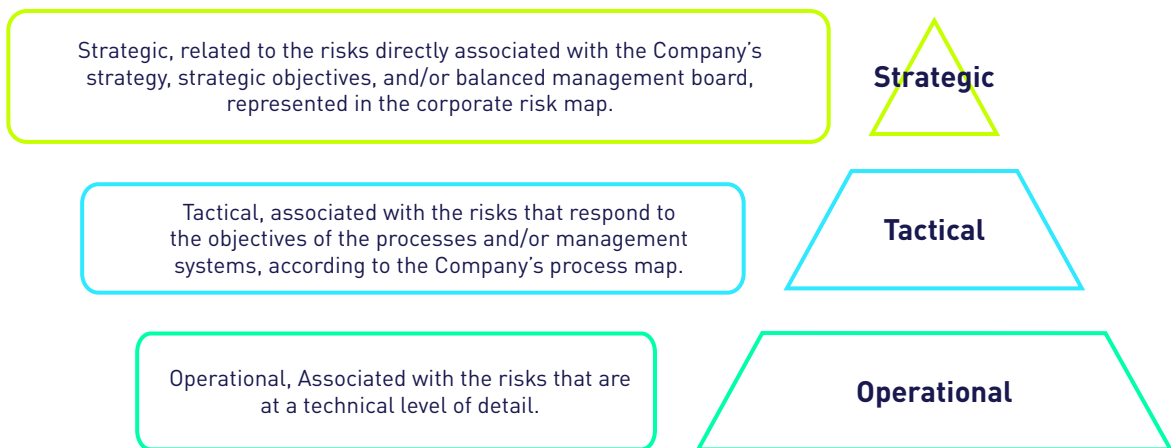 Strategic, related to the risks directly associated with the Company’s
strategy, strategic objectives, and/or balanced management board,
represented in the corporate risk map.
Strategic
Tactical, associated with the risks that respond to
the objectives of the processes and/or management
systems, according to the Company’s process map.
Tactical
Operational, Associated with the risks that are
at a technical level of detail.
Operational